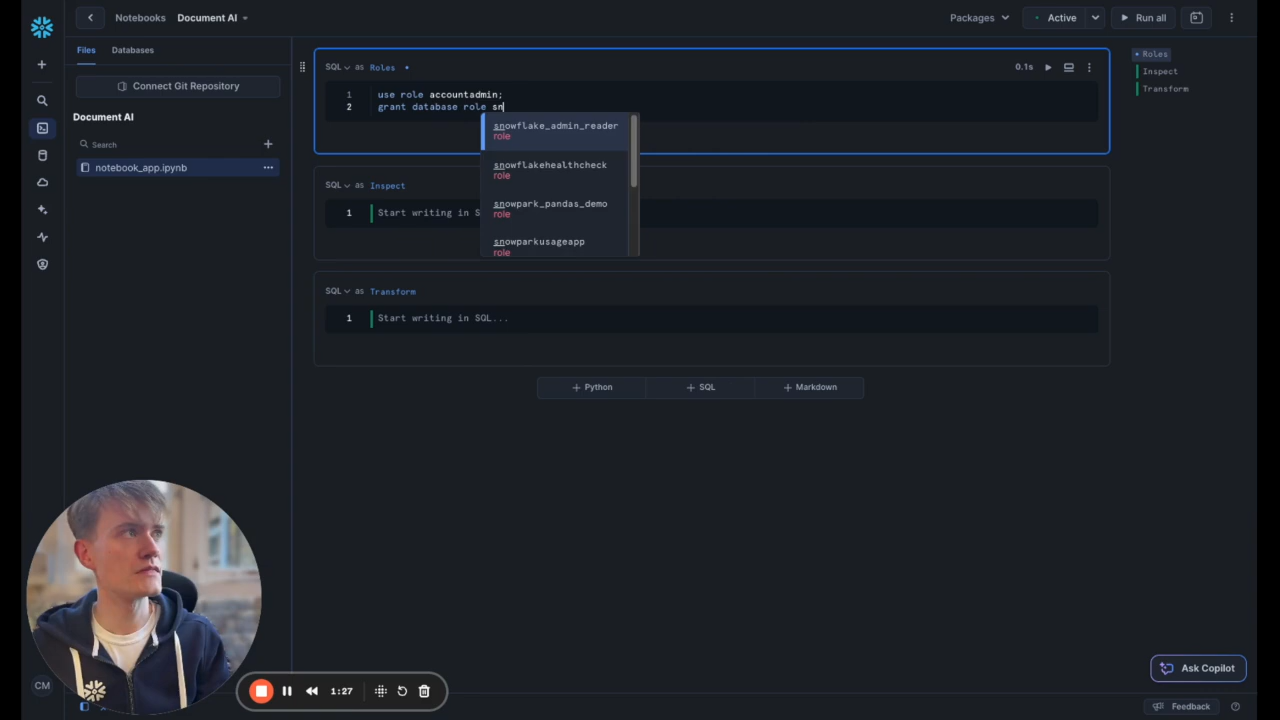 Notebooks Document AI
Packages Active Run all
Files Databases
Connect Git Repository
Document AI
Search
notebook_app.ipynb
SQL as Roles 0.1s
1 use role accountadmin;
2 grant database role sn
snowflake_admin_reader
role
snowflakehealthcheck
role
snowpark_pandas_demo
role
snowparkusageapp
role
SQL as Inspect
1 Start writing in S
SQL as Transform
1 Start writing in SQL...
+ Python + SQL + Markdown
Roles
Inspect
Transform
CM
1:27
Ask Copilot
Feedback